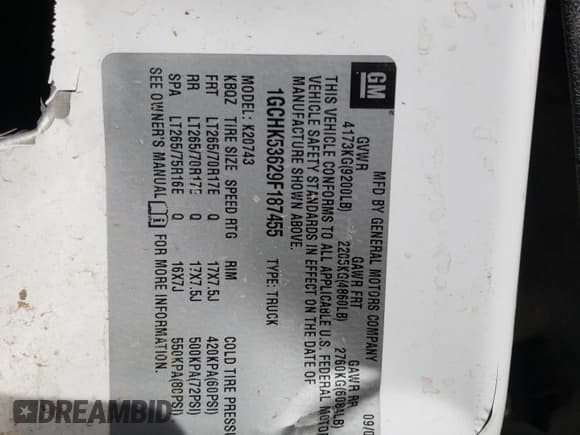 GM
MFD BY GENERAL MOTORS COMPANY 09/0
GVWR GAWR FRT GAWR RR
4173KG(9200LB) 2205KG(4860LB) 2760KG(6084LB)
THIS VEHICLE CONFORMS TO ALL APPLICABLE U.S. FEDERAL MOTOR
VEHICLE SAFETY STANDARDS IN EFFECT ON THE DATE OF
MANUFACTURE SHOWN ABOVE.
1GCHK53629F187455 TYPE: TRUCK
MODEL: K20743
KBQZ TIRE SIZE SPEED RTG RIM COLD TIRE PRESSU
FRT LT265/70R17E Q 17X7.5J 420KPA(60PSI)
RR LT265/70R17E Q 17X7.5J 500KPA(72PSI)
SPA LT265/75R16E Q 16X7J 550KPA(80PSI)
SEE OWNER'S MANUAL FOR MORE INFORMATION.
DREAMBID